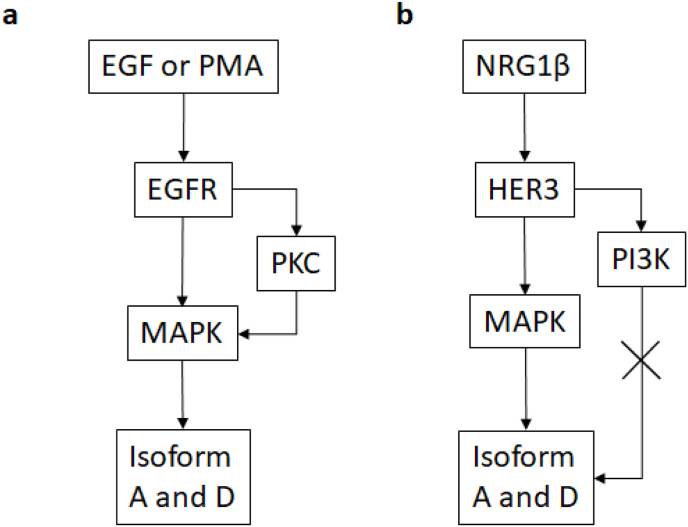 a
EGF or PMA
EGFR
PKC
MAPK
Isoform
A and D
b
NRG1β
HER3
PI3K
MAPK
Isoform
A and D